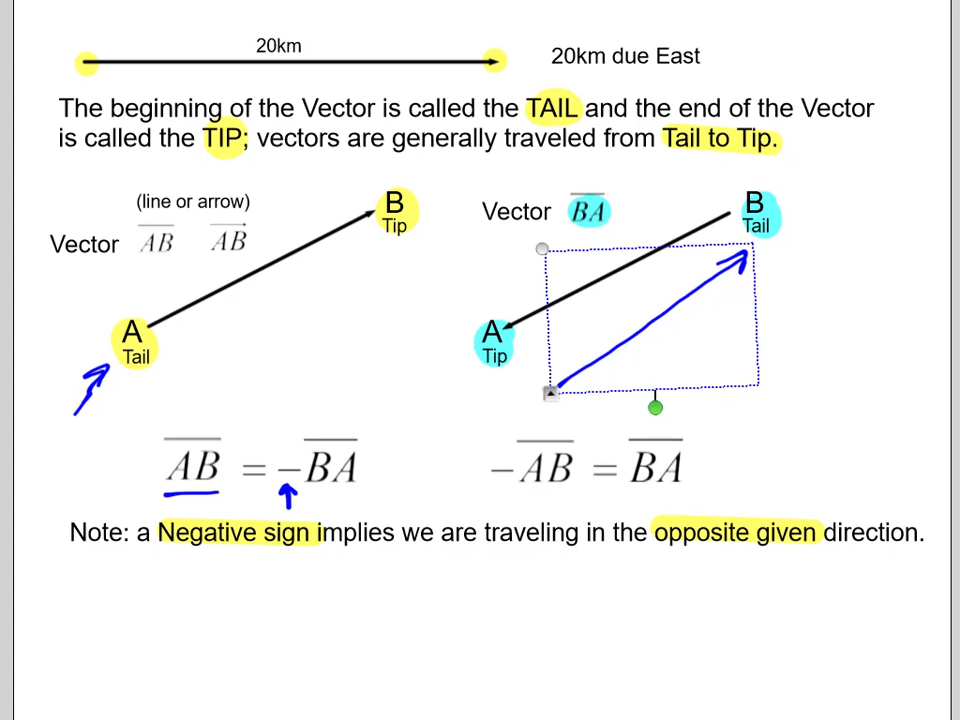 20km
20km due East
The beginning of the Vector is called the TAIL and the end of the Vector
is called the TIP; vectors are generally traveled from Tail to Tip.
(line or arrow)
Vector AB AB
B
Tip
A
Tail
Vector BA
B
Tail
A
Tip
AB = -BA
-AB = BA
Note: a Negative sign implies we are traveling in the opposite given direction.